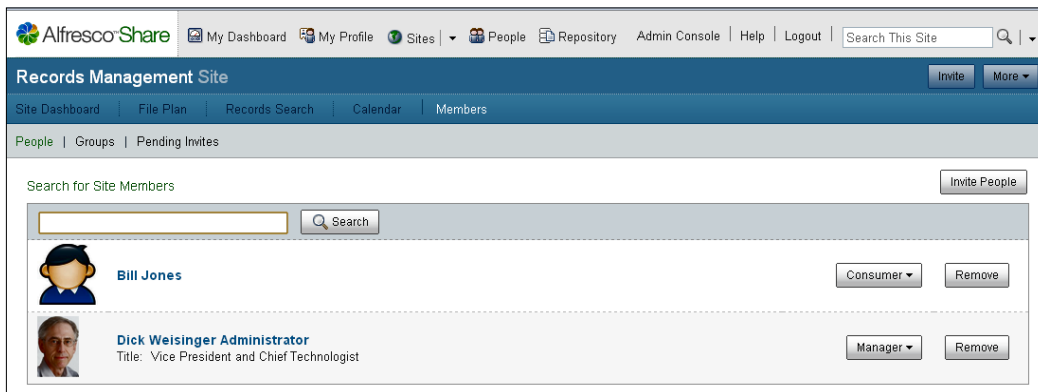 Alfresco Share My Dashboard My Profile Sites People Repository Admin Console Help Logout Search This Site
Records Management Site Invite More
Site Dashboard File Plan Records Search Calendar Members
People | Groups | Pending Invites
Search for Site Members Invite People
Search
Bill Jones Consumer Remove
Dick Weisinger Administrator
Title: Vice President and Chief Technologist Manager Remove